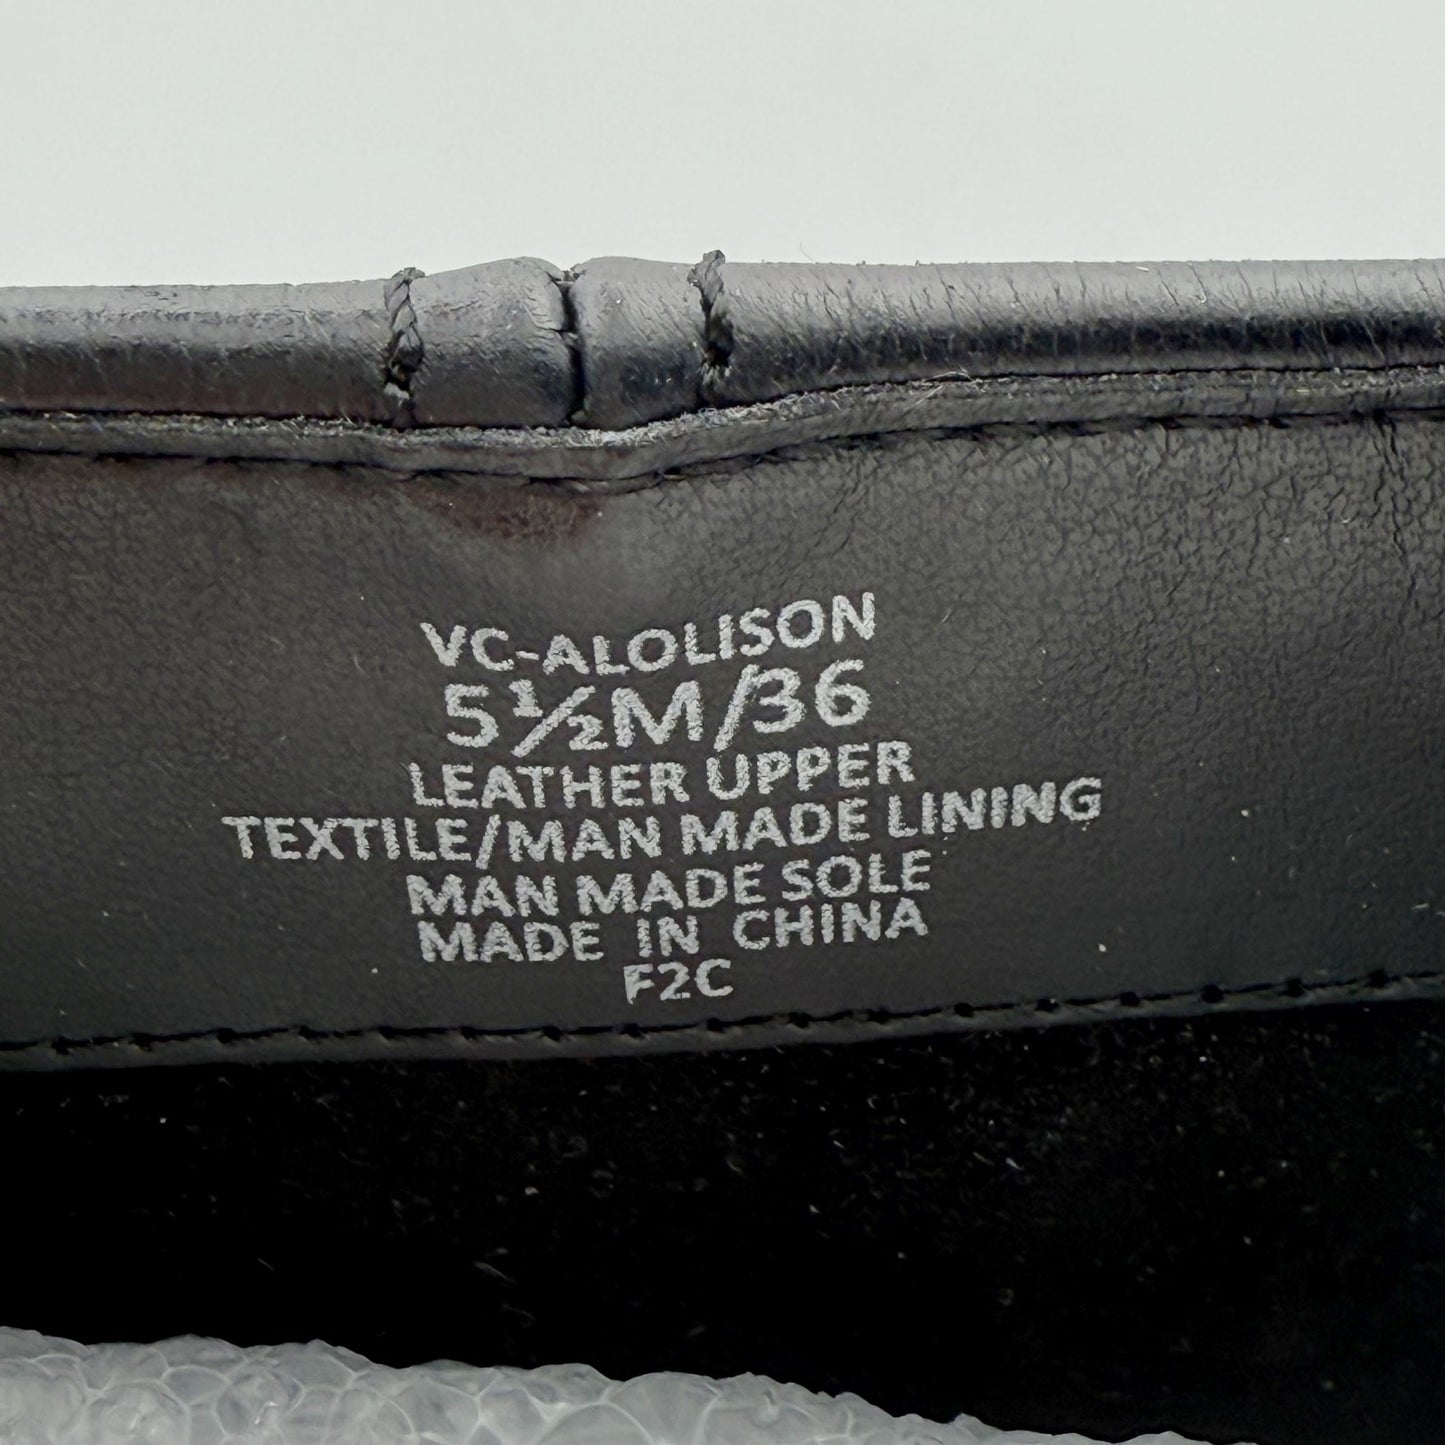 VC-ALOLISON
5½M/36
LEATHER UPPER
TEXTILE/MAN MADE LINING
MAN MADE SOLE
MADE IN CHINA
F2C